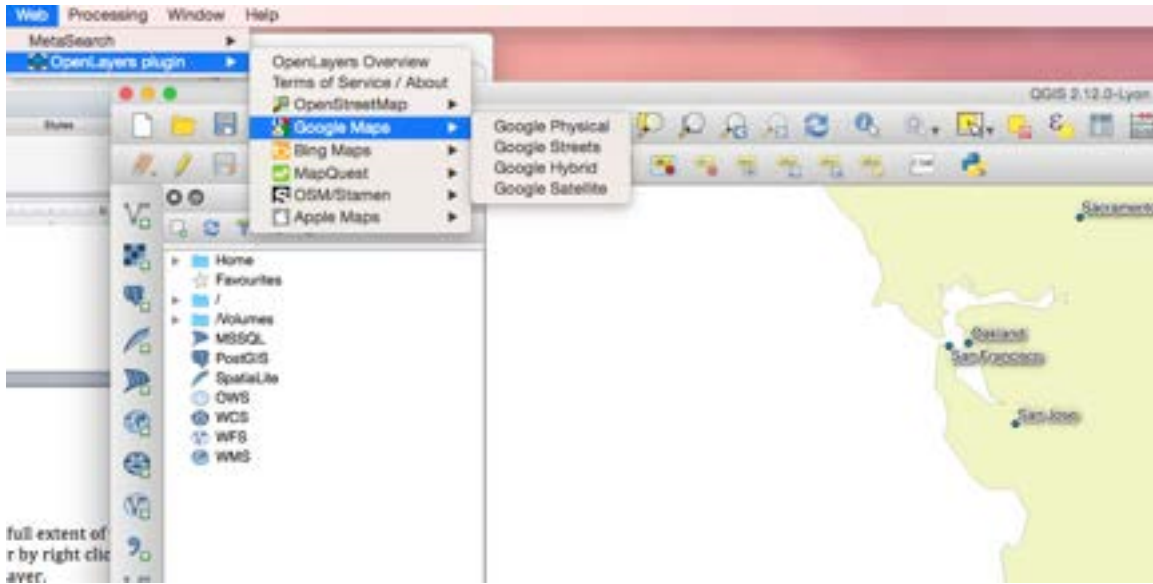 Web Processing Window Help
MetaSearch
OpenLayers plugin
OpenLayers Overview
Terms of Service / About
OpenStreetMap
Google Maps
Bing Maps
MapQuest
OSM/Stamen
Apple Maps
Google Physical
Google Streets
Google Hybrid
Google Satellite
QGIS 2.12.0-Lyon
Styles
Home
Favourites
/
/Volumes
MSSQL
PostGIS
SpatiaLite
OWS
WCS
WFS
WMS
Sacramento
Oakland
San Francisco
San Jose
full extent of
r by right clic
ayer.